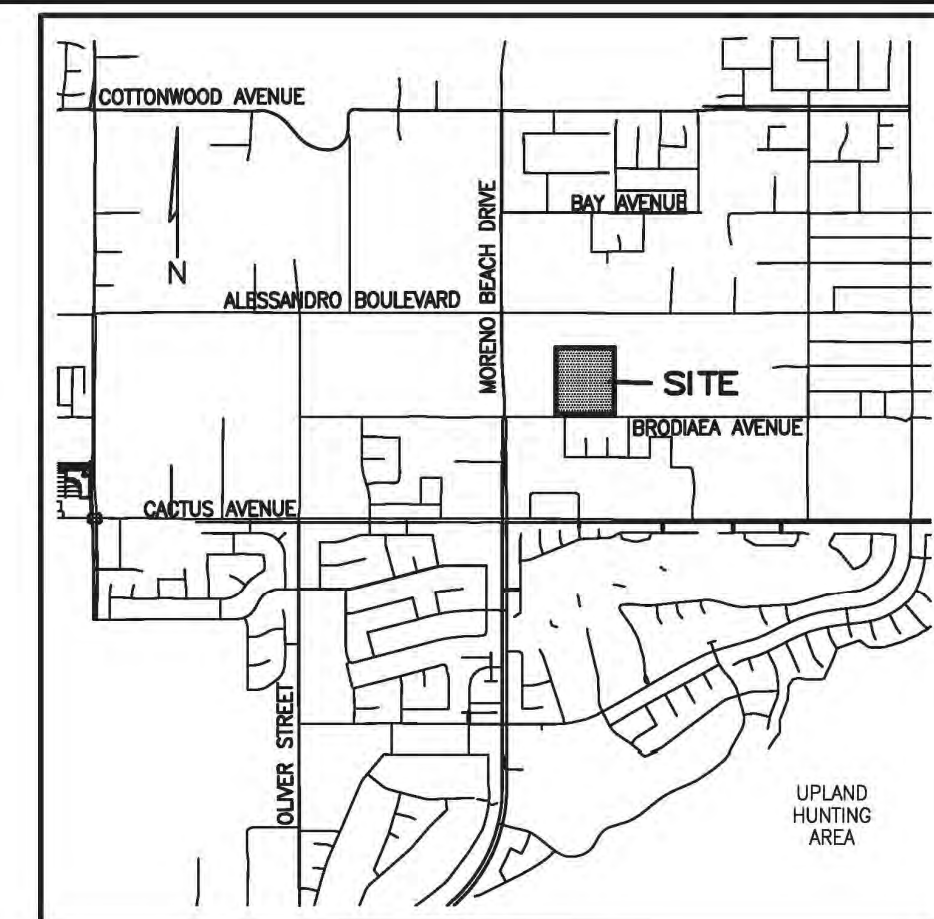 COTTONWOOD AVENUE
MORENO BEACH DRIVE
BAY AVENUE
N
ALESSANDRO BOULEVARD
SITE
BRODIAEA AVENUE
CACTUS AVENUE
OLIVER STREET
UPLAND
HUNTING
AREA